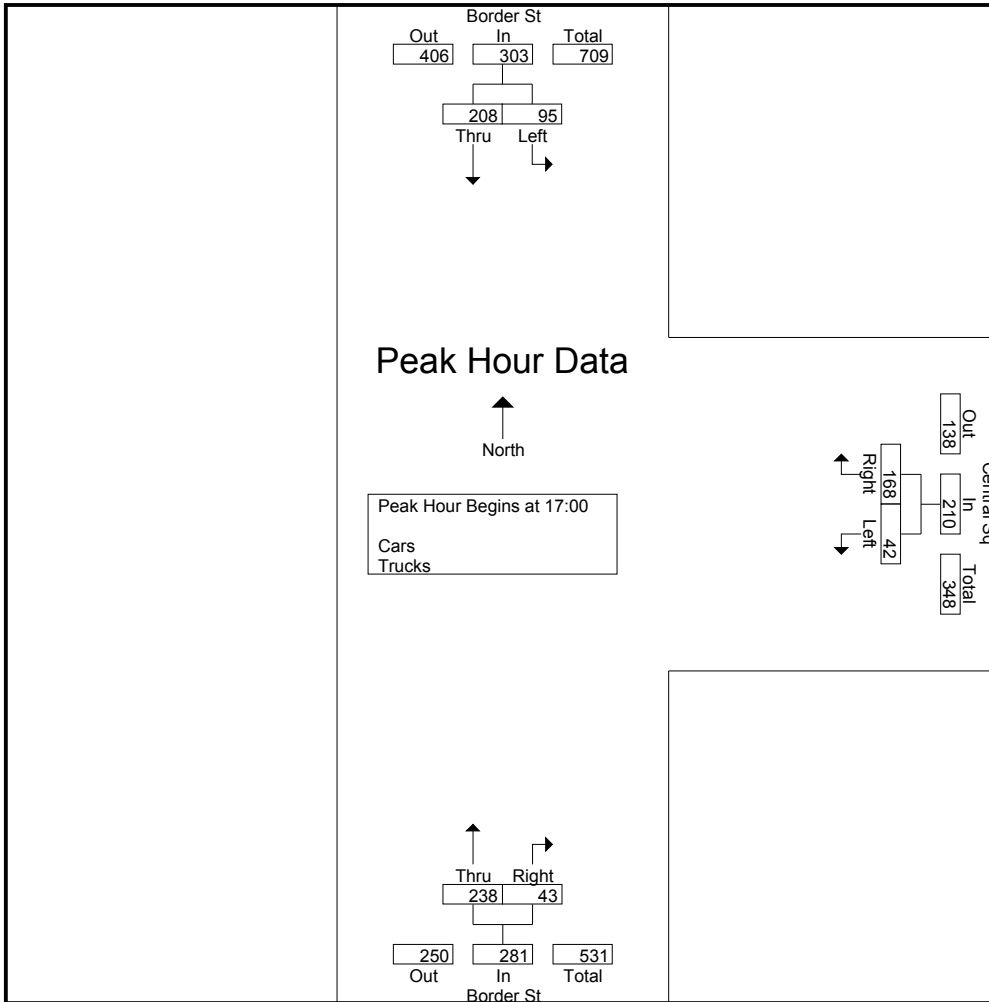 Border St
Out In Total
406 303 709
208 95
Thru Left
Peak Hour Data
North
Peak Hour Begins at 17:00
Cars
Trucks
Central Sq
Out In Total
138 210 348
168 42
Right Left
Thru Right
238 43
250 281 531
Out In Total
Border St